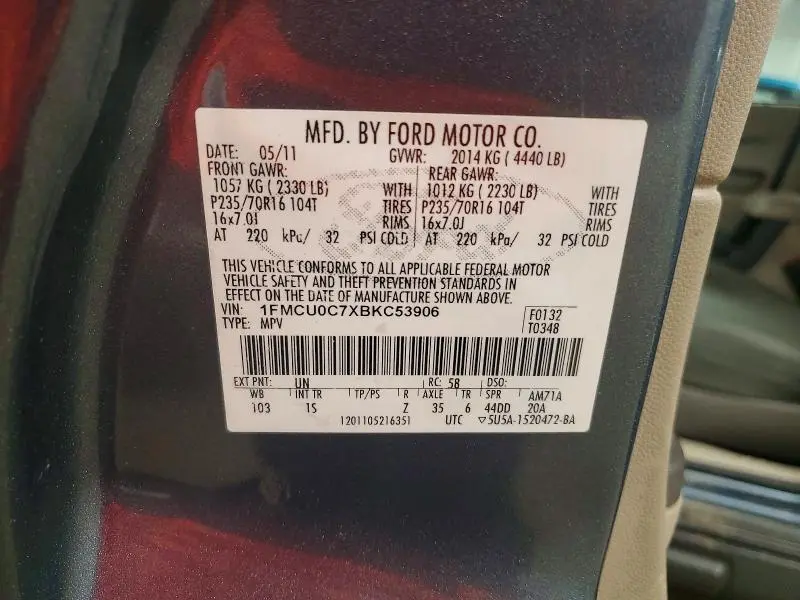 MFD. BY FORD MOTOR CO.
DATE: 05/11 GVWR: 2014 KG ( 4440 LB)
FRONT GAWR: REAR GAWR:
1057 KG ( 2330 LB) WITH 1012 KG ( 2230 LB) WITH
P235/70R16 104T TIRES P235/70R16 104T TIRES
16x7.0J RIMS 16x7.0J RIMS
AT 220 kPa/ 32 PSI COLD AT 220 kPa/ 32 PSI COLD
THIS VEHICLE CONFORMS TO ALL APPLICABLE FEDERAL MOTOR
VEHICLE SAFETY AND THEFT PREVENTION STANDARDS IN
EFFECT ON THE DATE OF MANUFACTURE SHOWN ABOVE.
VIN: 1FMCU0C7XBKC53906 F0132
TYPE: MPV T0348
EXT PNT: UN RC: 58 DSO:
WB INT TR TP/PS R AXLE TR SPR AM71A
103 1S Z 35 6 44DD 20A
1201105216351 UTC ▽5U5A-1520472-BA